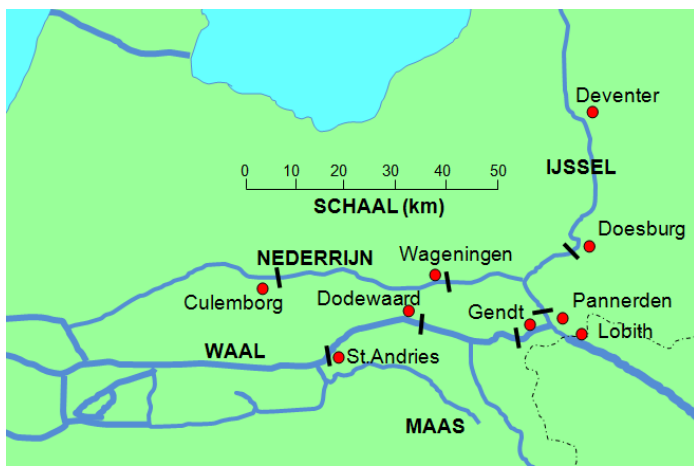 Deventer
IJSSEL
0 10 20 30 40 50
SCHAAL (km)
Doesburg
NEDERRIJN
Wageningen
Culemborg
Dodewaard
Gendt
Pannerden
Lobith
WAAL
St.Andries
MAAS